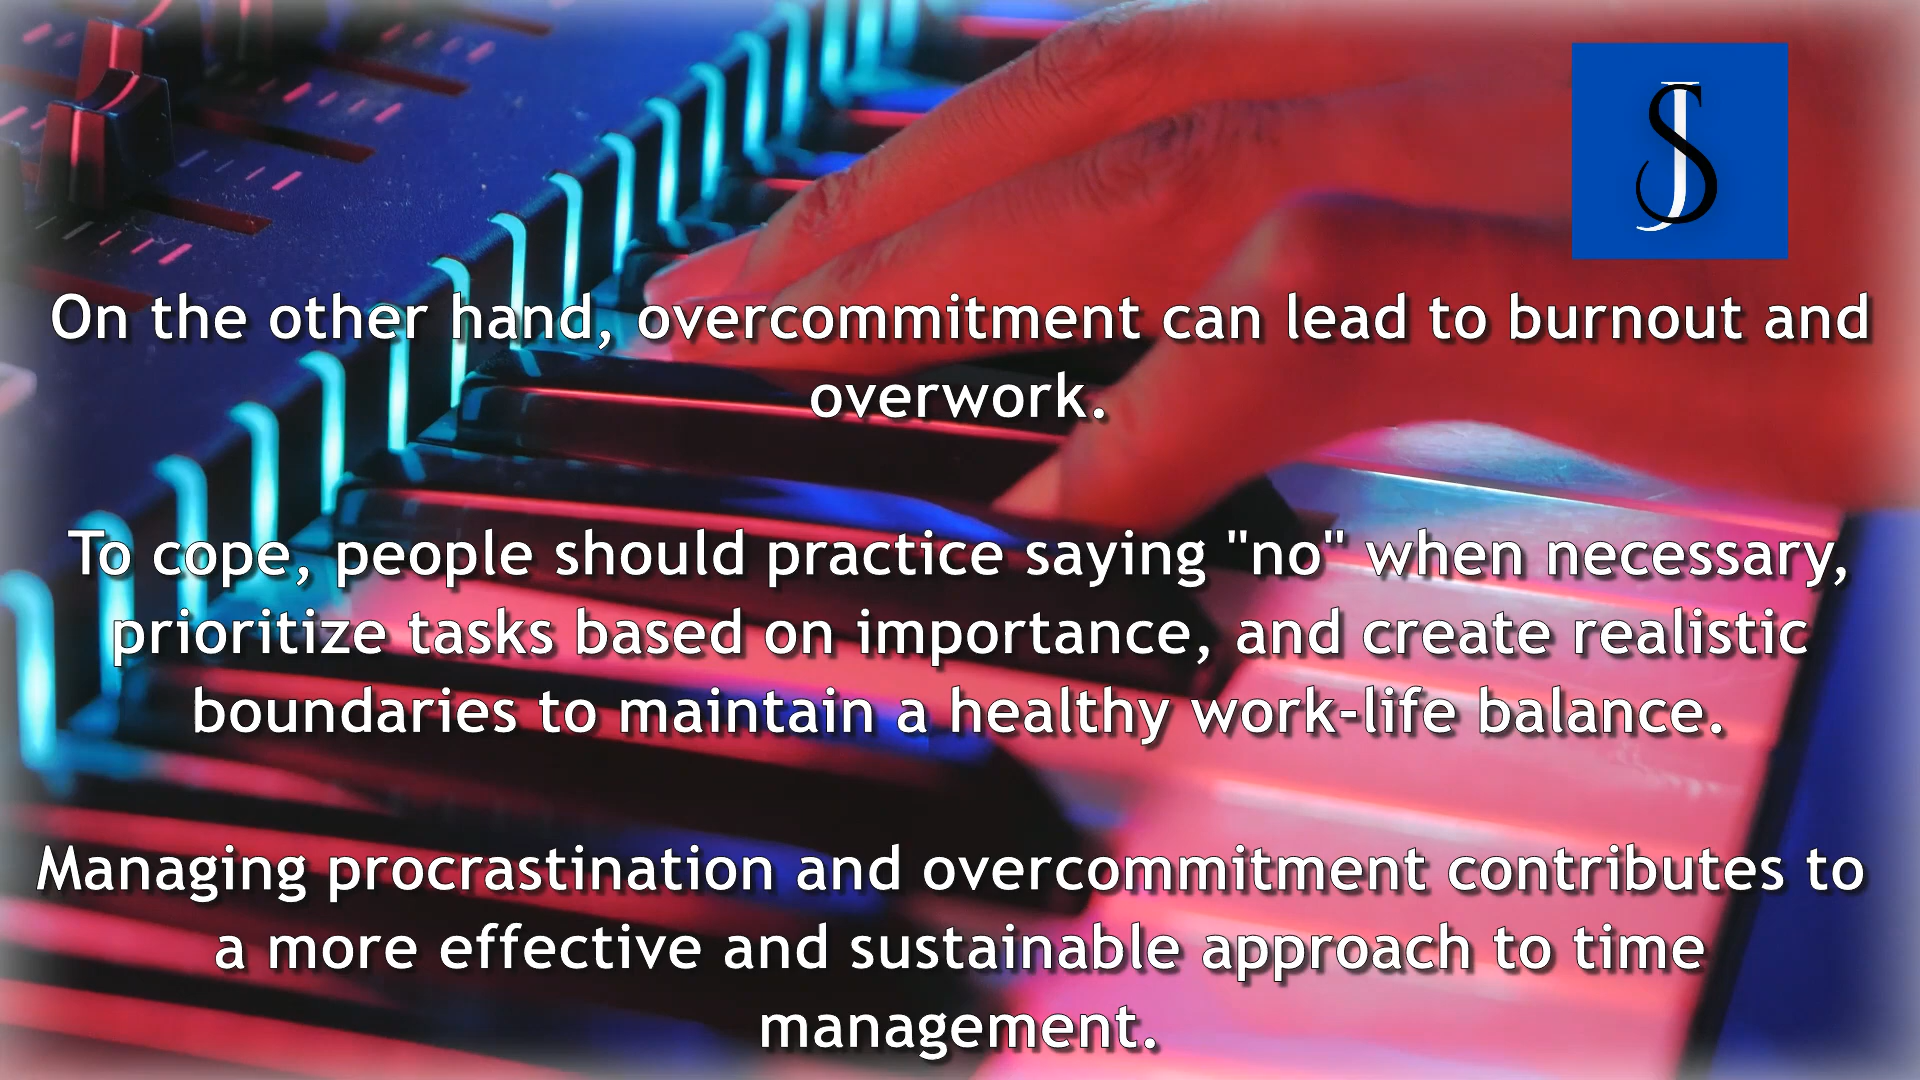 JS
On the other hand, overcommitment can lead to burnout and
overwork.
To cope, people should practice saying "no" when necessary,
prioritize tasks based on importance, and create realistic
boundaries to maintain a healthy work-life balance.
Managing procrastination and overcommitment contributes to
a more effective and sustainable approach to time
management.